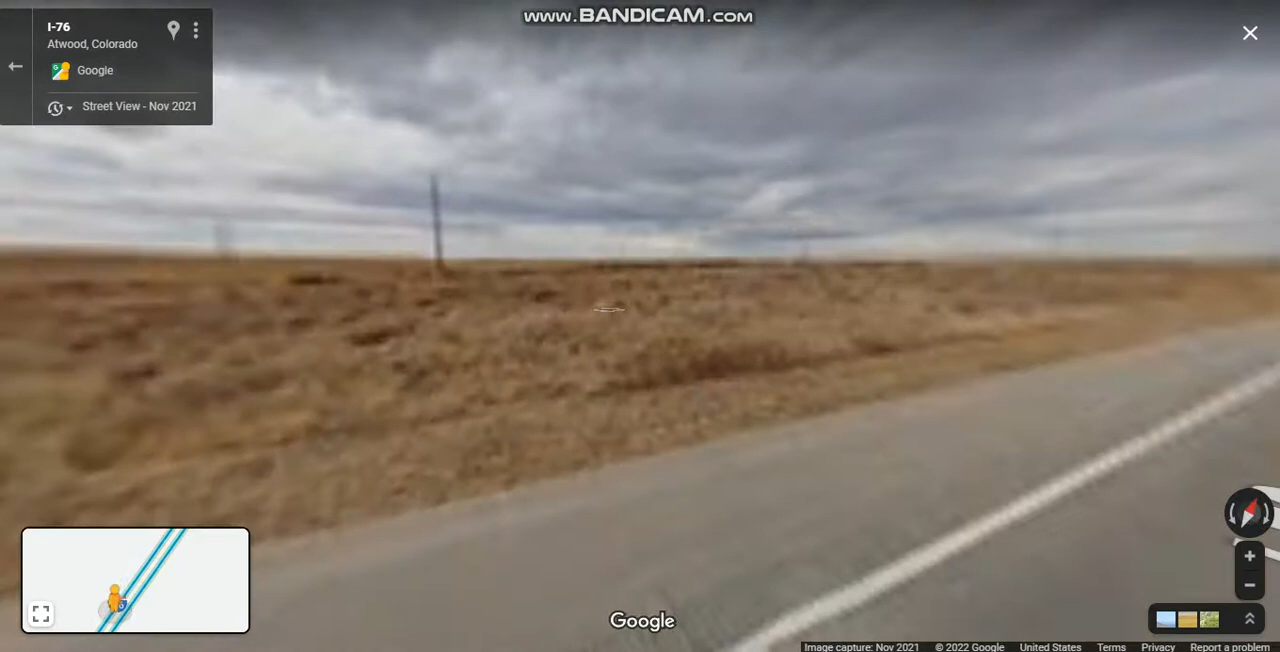 www.BANDICAM.com
I-76
Atwood, Colorado
Google
Street View - Nov 2021
Google
Image capture: Nov 2021 © 2022 Google United States Terms Privacy Report a problem